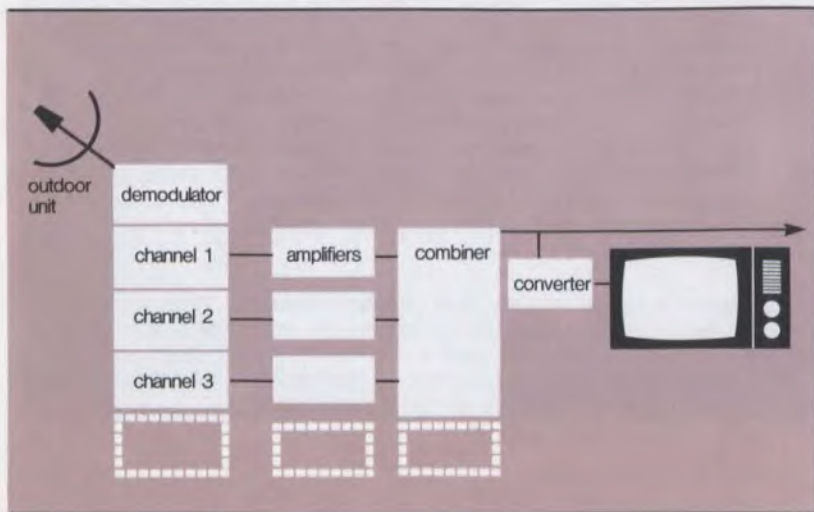 outdoor
unit
demodulator
channel 1
amplifiers
combiner
converter
channel 2
channel 3